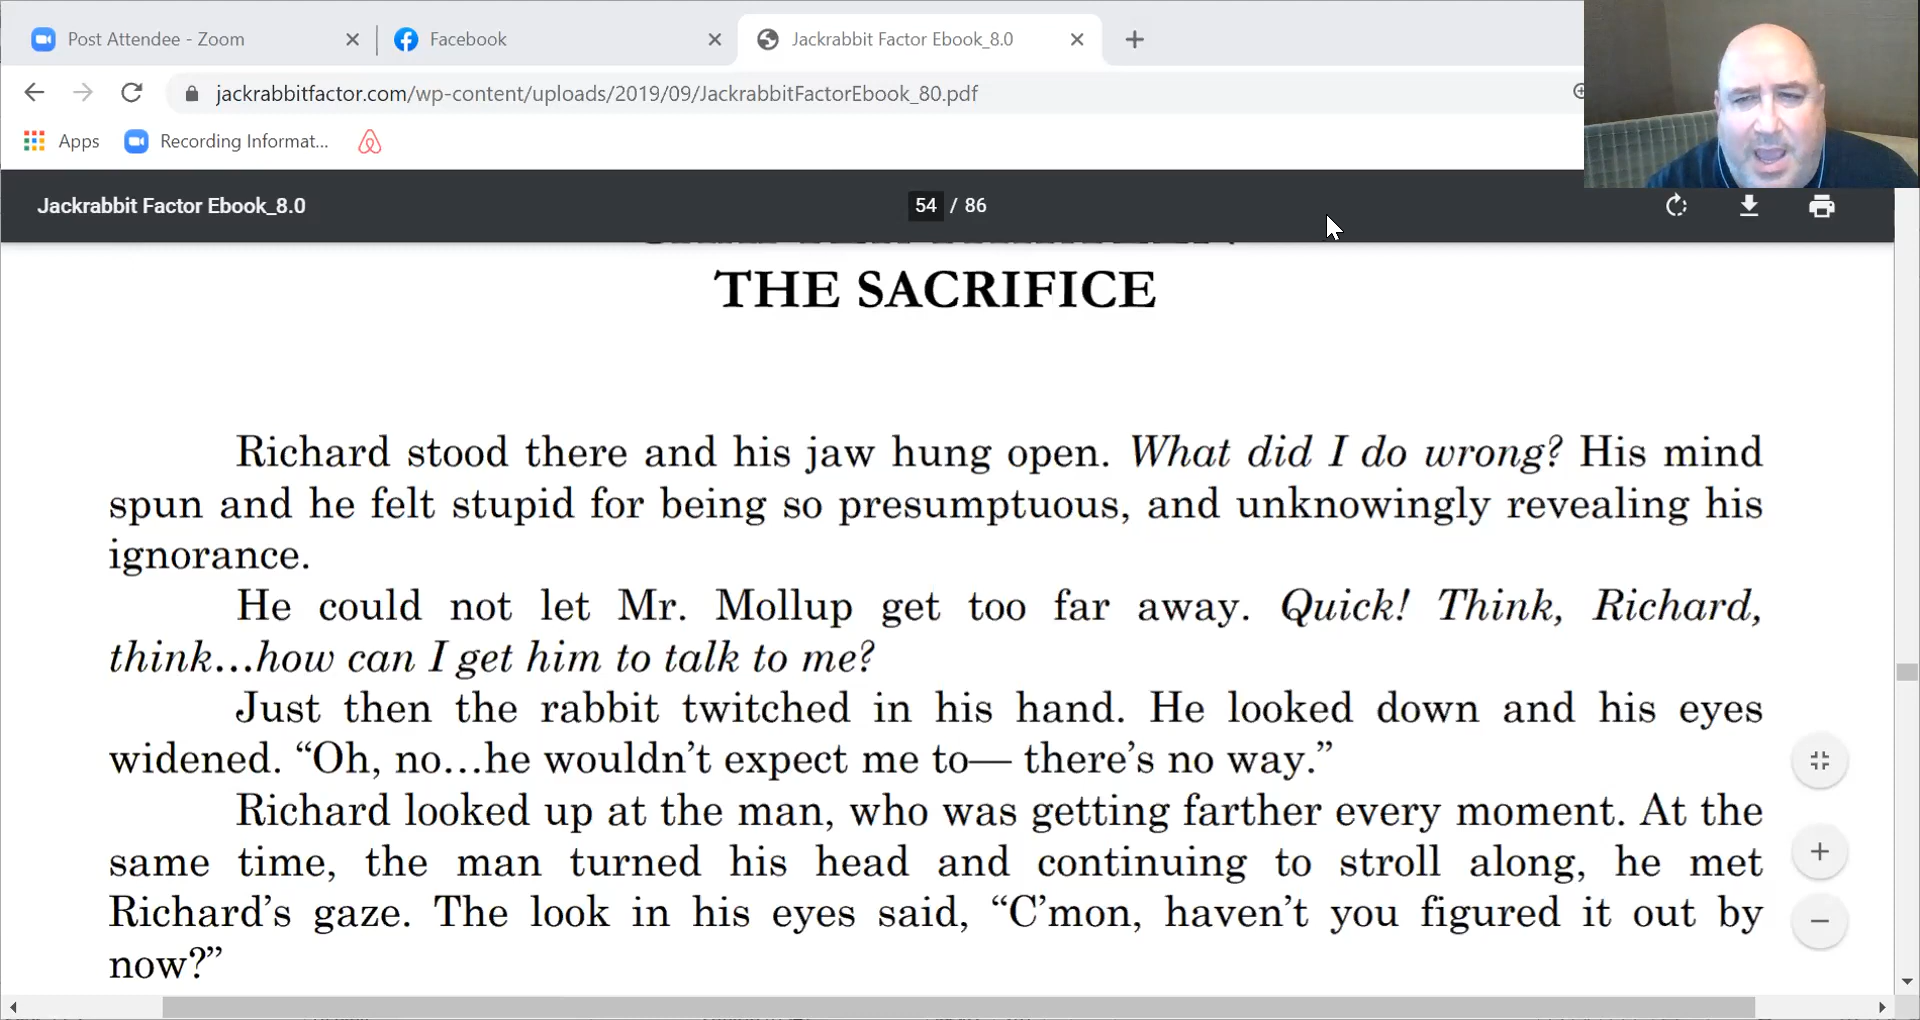 Post Attendee - Zoom
Facebook
Jackrabbit Factor Ebook_8.0
jackrabbitfactor.com/wp-content/uploads/2019/09/JackrabbitFactorEbook_80.pdf
Apps
Recording Informat...
Jackrabbit Factor Ebook_8.0
54 / 86
THE SACRIFICE
Richard stood there and his jaw hung open. What did I do wrong? His mind
spun and he felt stupid for being so presumptuous, and unknowingly revealing his
ignorance.
He could not let Mr. Mollup get too far away. Quick! Think, Richard,
think…how can I get him to talk to me?
Just then the rabbit twitched in his hand. He looked down and his eyes
widened. “Oh, no…he wouldn’t expect me to— there’s no way.”
Richard looked up at the man, who was getting farther every moment. At the
same time, the man turned his head and continuing to stroll along, he met
Richard’s gaze. The look in his eyes said, “C’mon, haven’t you figured it out by
now?”